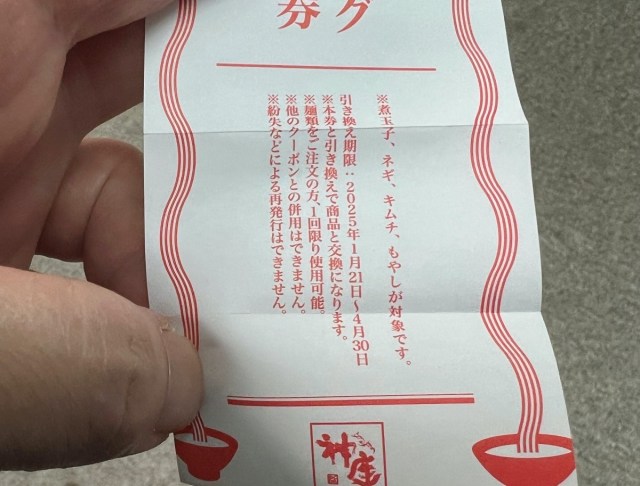 グ
券
※煮玉子、ネギ、キムチ、もやしが対象です。
引き換え期限：2025年1月21日～4月30日
※本券と引き換えで商品と交換になります。
※麺類をご注文の方、1回限り使用可能。
※他のクーポンとの併用はできません。
※紛失などによる再発行はできません。
神座